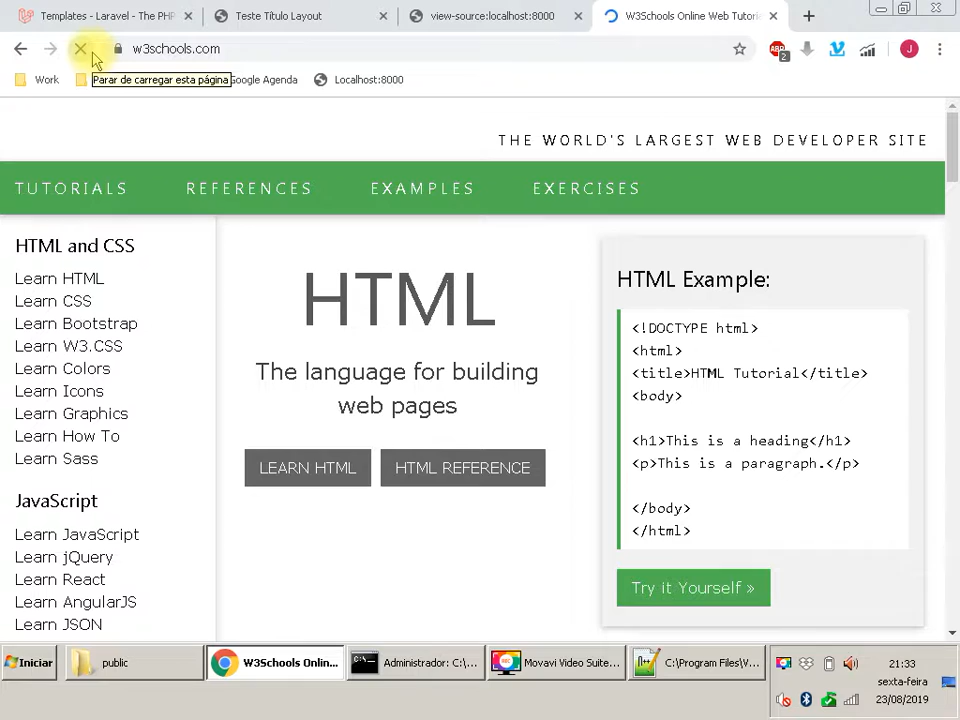 Templates - Laravel - The PHP
Teste Título Layout
view-source:localhost:8000
W3Schools Online Web Tutoria
w3schools.com
ABP
2
J
Work
Parar de carregar esta página
Google Agenda
Localhost:8000
THE WORLD'S LARGEST WEB DEVELOPER SITE
TUTORIALS
REFERENCES
EXAMPLES
EXERCISES
HTML and CSS
Learn HTML
Learn CSS
Learn Bootstrap
Learn W3.CSS
Learn Colors
Learn Icons
Learn Graphics
Learn How To
Learn Sass
JavaScript
Learn JavaScript
Learn jQuery
Learn React
Learn AngularJS
Learn JSON
HTML
The language for building
web pages
LEARN HTML
HTML REFERENCE
HTML Example:
<!DOCTYPE html>
<html>
<title>HTML Tutorial</title>
<body>
<h1>This is a heading</h1>
<p>This is a paragraph.</p>
</body>
</html>
Try it Yourself »
Iniciar
public
W3Schools Onlin...
Administrador: C:\...
Movavi Video Suite...
C:\Program Files\V...
21:33
sexta-feira
23/08/2019